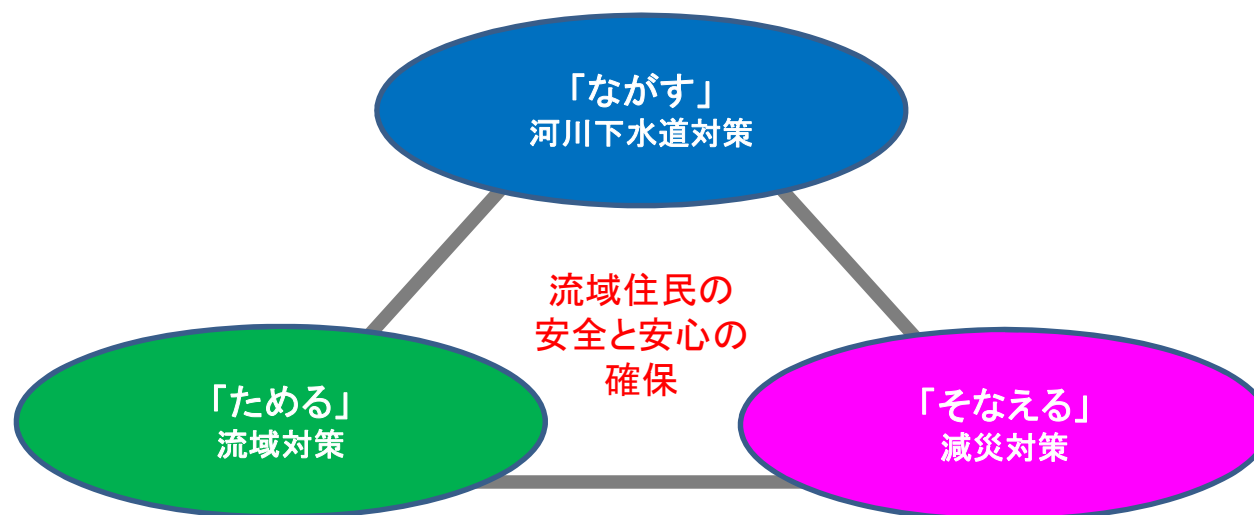 「ながす」
河川下水道対策
流域住民の
安全と安心の
確保
「ためる」
流域対策
「そなえる」
減災対策